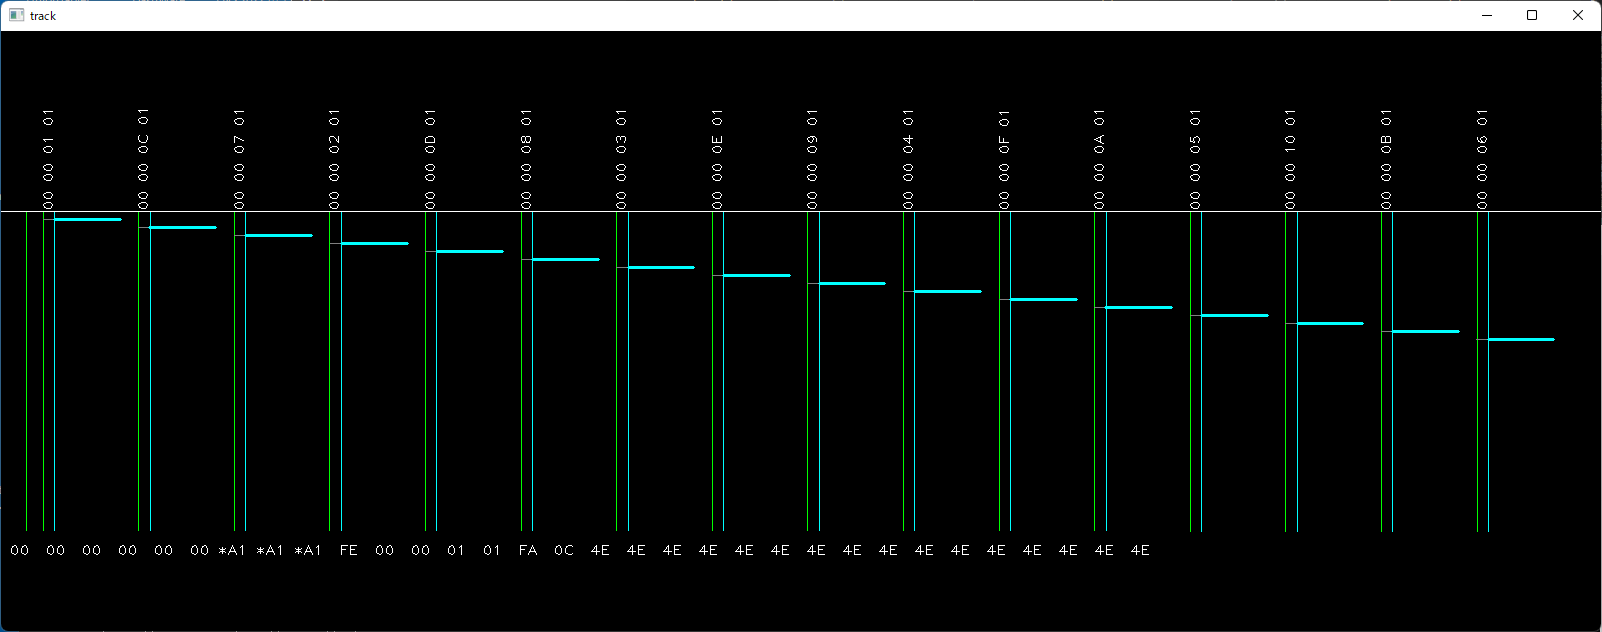 track
00 00 01 01
00 00 0C 01
00 00 07 01
00 00 02 01
00 00 0D 01
00 00 08 01
00 00 03 01
00 00 0E 01
00 00 09 01
00 00 04 01
00 00 0F 01
00 00 0A 01
00 00 05 01
00 00 10 01
00 00 0B 01
00 00 06 01
00 00 00 00 00 00 *A1 *A1 *A1 FE 00 00 01 01 FA 0C 4E 4E 4E 4E 4E 4E 4E 4E 4E 4E 4E 4E 4E 4E 4E 4E